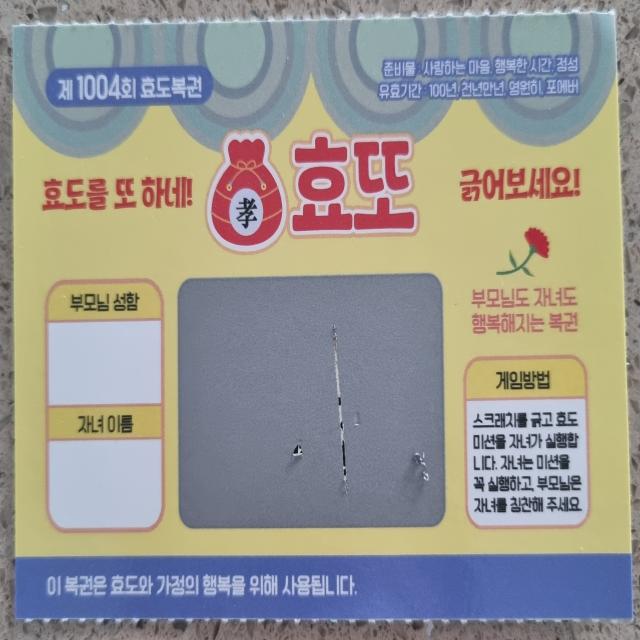 제 1004회 효도복권
준비물 : 사랑하는 마음, 행복한 시간, 정성
유효기간 : 100년, 천년만년, 영원히, 포에버
효도를 또 하네!
孝
효또
긁어보세요!
부모님도 자녀도
행복해지는 복권
부모님 성함
자녀 이름
게임방법
스크래치를 긁고 효도
미션을 자녀가 실행합
니다. 자녀는 미션을
꼭 실행하고, 부모님은
자녀를 칭찬해 주세요.
이 복권은 효도와 가정의 행복을 위해 사용됩니다.